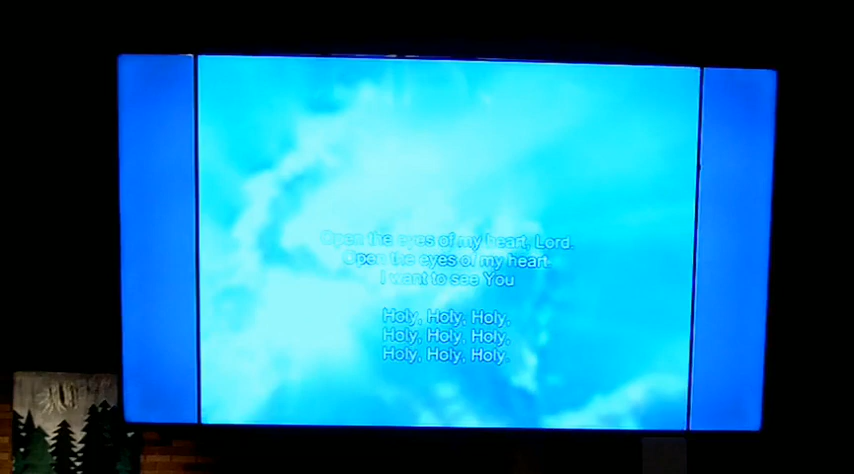 Open the eyes of my heart, Lord.
Open the eyes of my heart.
I want to see You
Holy, Holy, Holy,
Holy, Holy, Holy,
Holy, Holy, Holy.